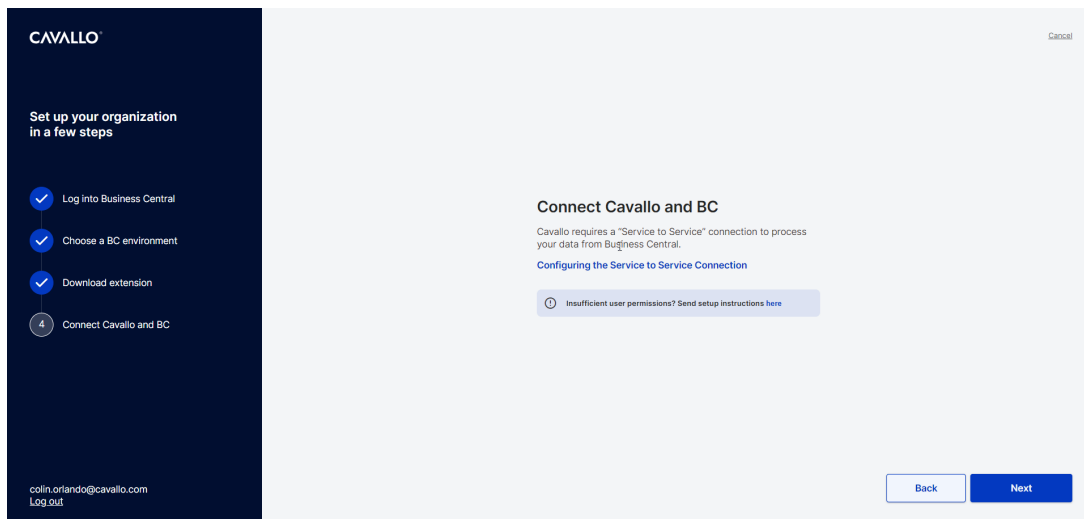 CAVALLO
Cancel
Set up your organization
in a few steps
Log into Business Central
Choose a BC environment
Download extension
4 Connect Cavallo and BC
Connect Cavallo and BC
Cavallo requires a "Service to Service" connection to process
your data from Business Central.
Configuring the Service to Service Connection
Insufficient user permissions? Send setup instructions here
colin.orlando@cavallo.com
Log out
Back
Next